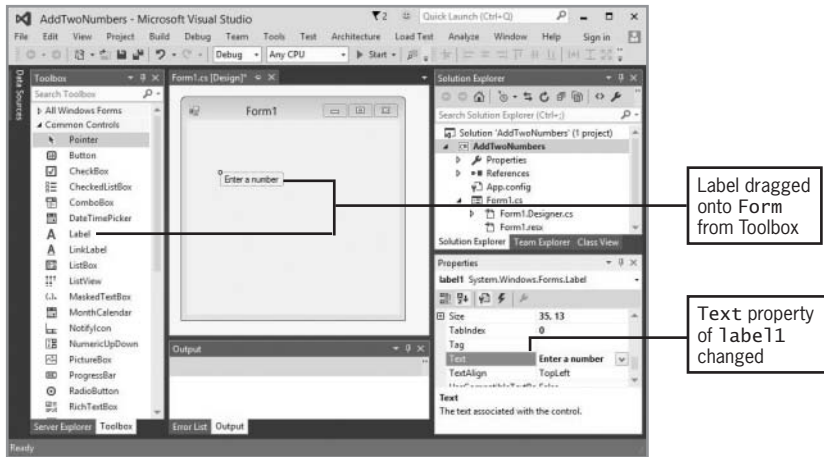 AddTwoNumbers - Microsoft Visual Studio
2
Quick Launch (Ctrl+Q)
File Edit View Project Build Debug Team Tools Test Architecture Load Test Analyze Window Help Sign in
Debug Any CPU Start
Data Sources
Toolbox
Search Toolbox
All Windows Forms
Common Controls
Pointer
Button
CheckBox
CheckedListBox
ComboBox
DateTimePicker
Label
LinkLabel
ListBox
ListView
MaskedTextBox
MonthCalendar
NotifyIcon
NumericUpDown
PictureBox
ProgressBar
RadioButton
RichTextBox
Server Explorer Toolbox
Form1.cs [Design]*
Form1
Enter a number
Output
Error List Output
Solution Explorer
Search Solution Explorer (Ctrl+;)
Solution 'AddTwoNumbers' (1 project)
AddTwoNumbers
Properties
References
App.config
Form1.cs
Form1.Designer.cs
Form1.resx
Solution Explorer Team Explorer Class View
Properties
label1 System.Windows.Forms.Label
Size 35, 13
TabIndex 0
Tag
Text Enter a number
TextAlign TopLeft
False
Text
The text associated with the control.
Ready
Label dragged
onto Form
from Toolbox
Text property
of label1
changed